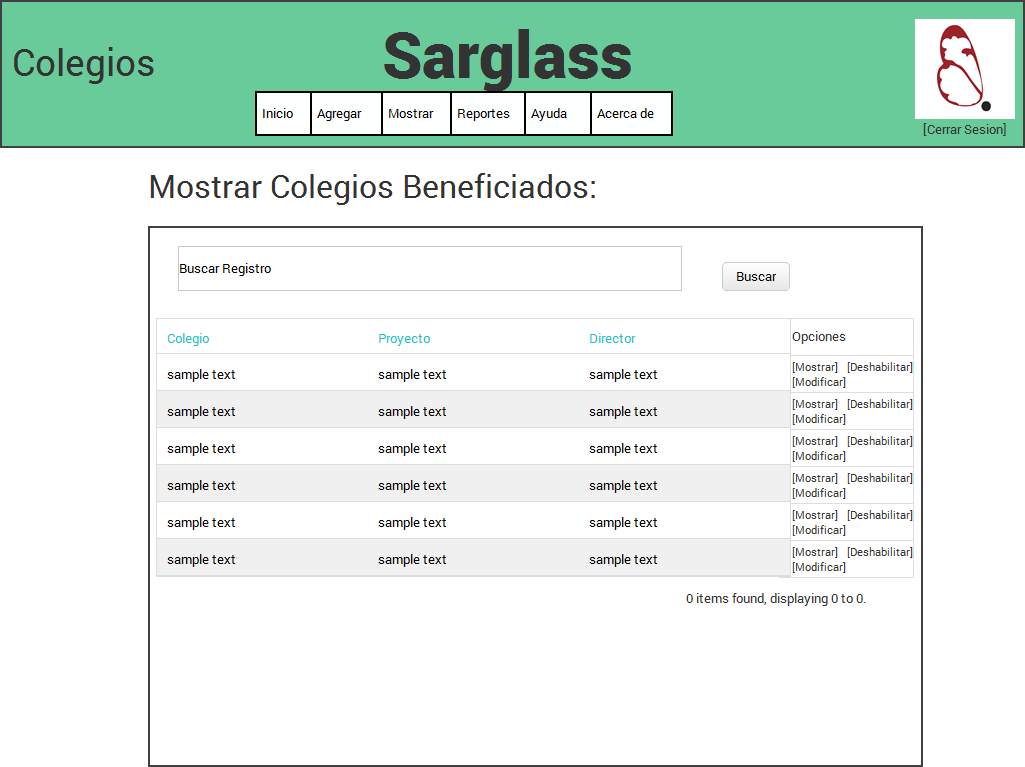 Colegios
Sarglass
Inicio Agregar Mostrar Reportes Ayuda Acerca de
[Cerrar Sesion]
Mostrar Colegios Beneficiados:
Buscar Registro
Buscar
Colegio Proyecto Director Opciones
sample text sample text sample text [Mostrar] [Deshabilitar]
[Modificar]
sample text sample text sample text [Mostrar] [Deshabilitar]
[Modificar]
sample text sample text sample text [Mostrar] [Deshabilitar]
[Modificar]
sample text sample text sample text [Mostrar] [Deshabilitar]
[Modificar]
sample text sample text sample text [Mostrar] [Deshabilitar]
[Modificar]
sample text sample text sample text [Mostrar] [Deshabilitar]
[Modificar]
0 items found, displaying 0 to 0.